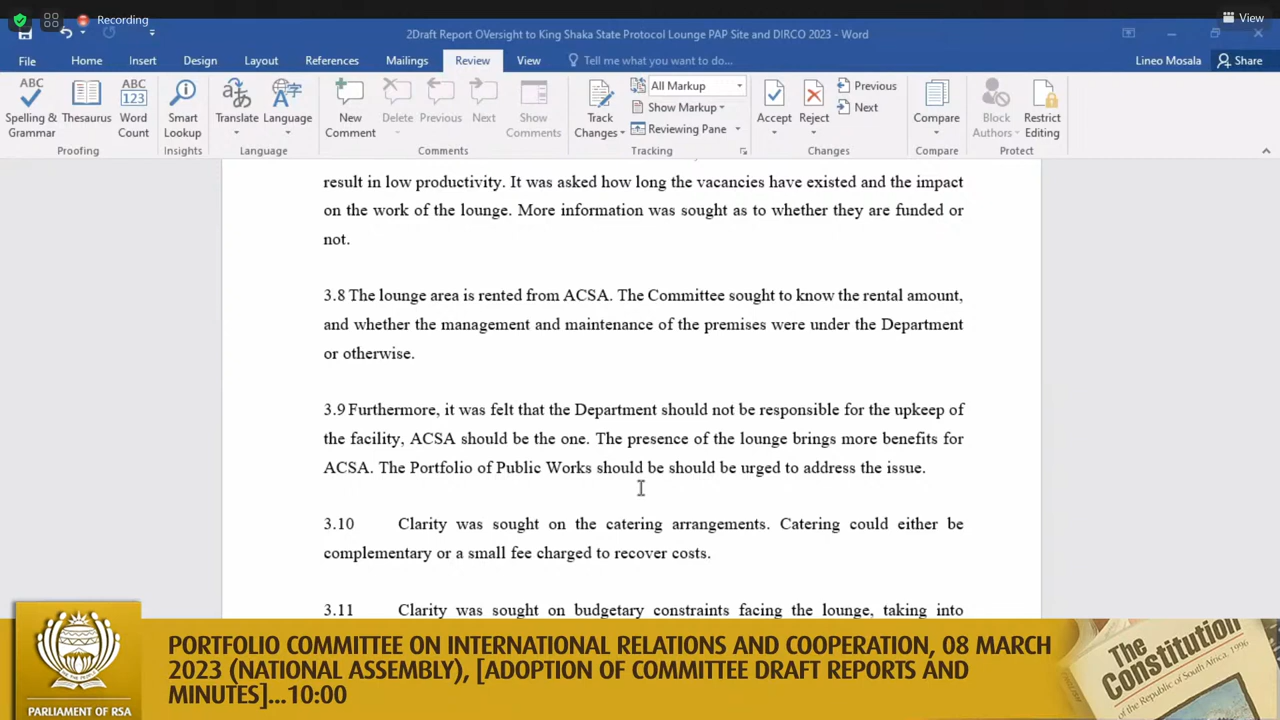 Recording
View
2Draft Report OVersight to King Shaka State Protocol Lounge PAP Site and DIRCO 2023 - Word
File Home Insert Design Layout References Mailings Review View Tell me what you want to do... Lineo Mosala Share
ABC ABC
123
Spelling & Grammar Thesaurus Word Count Smart Lookup Translate Language New Comment Delete Previous Next Show Comments Track Changes All Markup Show Markup Reviewing Pane Accept Reject Previous Next Compare Block Authors Restrict Editing
Proofing Insights Language Comments Tracking Changes Compare Protect
result in low productivity. It was asked how long the vacancies have existed and the impact
on the work of the lounge. More information was sought as to whether they are funded or
not.
3.8 The lounge area is rented from ACSA. The Committee sought to know the rental amount,
and whether the management and maintenance of the premises were under the Department
or otherwise.
3.9 Furthermore, it was felt that the Department should not be responsible for the upkeep of
the facility, ACSA should be the one. The presence of the lounge brings more benefits for
ACSA. The Portfolio of Public Works should be should be urged to address the issue.
3.10 Clarity was sought on the catering arrangements. Catering could either be
complementary or a small fee charged to recover costs.
3.11 Clarity was sought on budgetary constraints facing the lounge, taking into
PORTFOLIO COMMITTEE ON INTERNATIONAL RELATIONS AND COOPERATION, 08 MARCH
2023 (NATIONAL ASSEMBLY), [ADOPTION OF COMMITTEE DRAFT REPORTS AND
MINUTES]...10:00
PARLIAMENT OF RSA
The
Constitution
of the Republic of South Africa, 1996